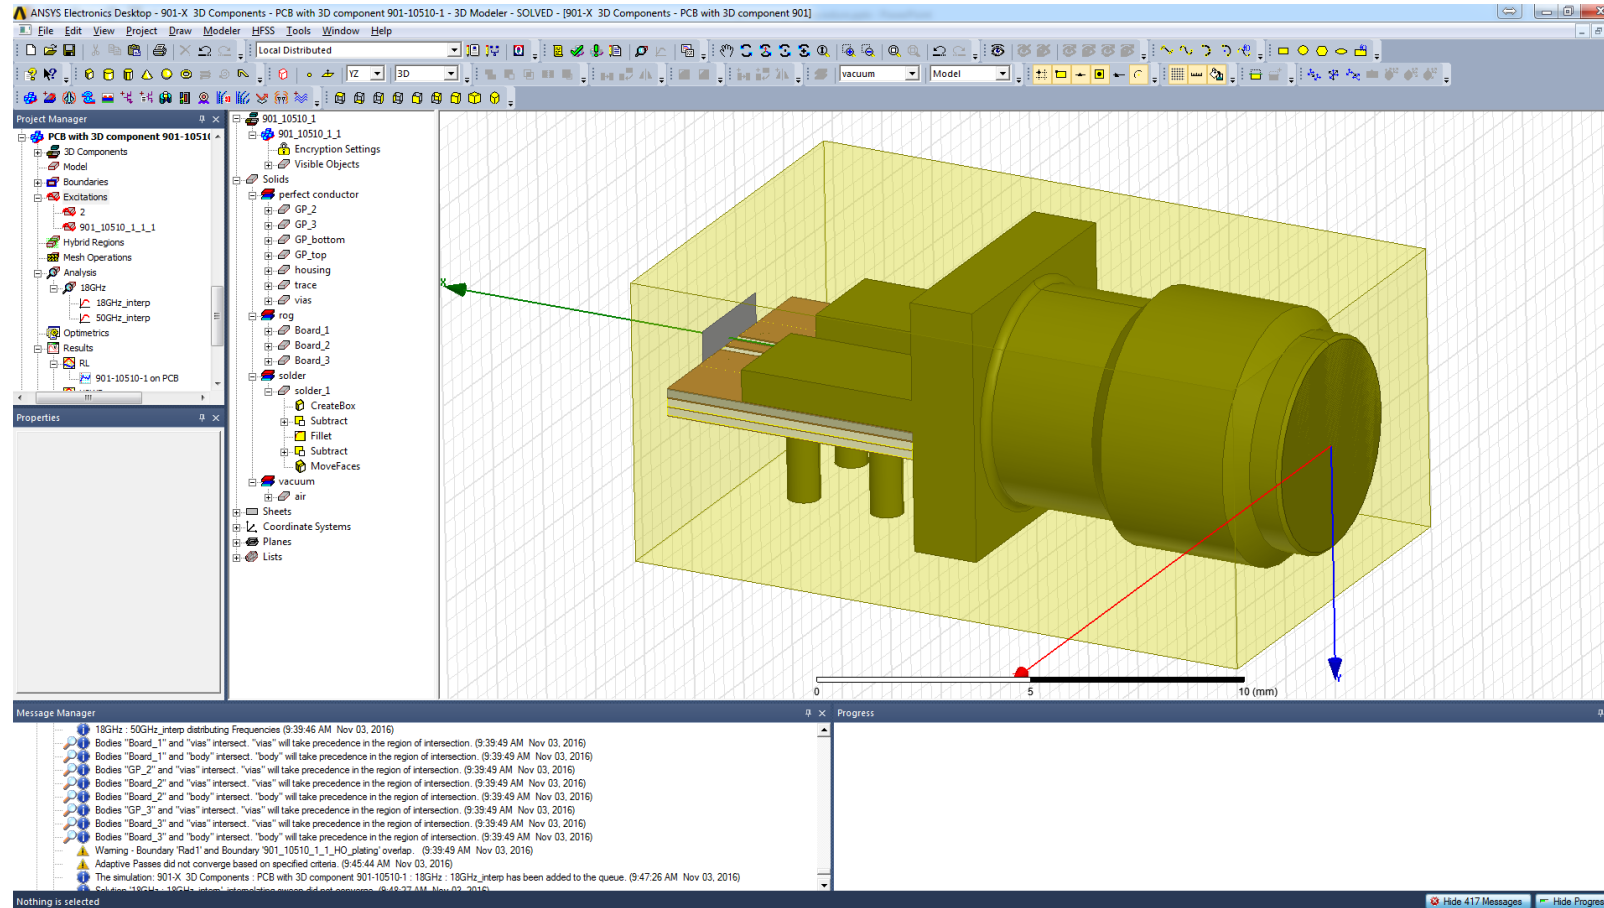 ANSYS Electronics Desktop - 901-X 3D Components - PCB with 3D component 901-10510-1 - 3D Modeler - SOLVED - [901-X 3D Components - PCB with 3D component 901]
File Edit View Project Draw Modeler HFSS Tools Window Help
Local Distributed
YZ 3D vacuum Model
Project Manager
PCB with 3D component 901-1051
3D Components
Model
Boundaries
Excitations
2
901_10510_1_1_1
Hybrid Regions
Mesh Operations
Analysis
18GHz
18GHz_interp
50GHz_interp
Optimetrics
Results
RL
901-10510-1 on PCB
Properties
901_10510_1
901_10510_1_1
Encryption Settings
Visible Objects
Solids
perfect conductor
GP_2
GP_3
GP_bottom
GP_top
housing
trace
vias
rog
Board_1
Board_2
Board_3
solder
solder_1
CreateBox
Subtract
Fillet
Subtract
MoveFaces
vacuum
air
Sheets
Coordinate Systems
Planes
Lists
0 5 10 (mm)
Message Manager
18GHz : 50GHz_interp distributing Frequencies (9:39:46 AM Nov 03, 2016)
Bodies "Board_1" and "vias" intersect. "vias" will take precedence in the region of intersection. (9:39:49 AM Nov 03, 2016)
Bodies "Board_1" and "body" intersect. "body" will take precedence in the region of intersection. (9:39:49 AM Nov 03, 2016)
Bodies "GP_2" and "vias" intersect. "vias" will take precedence in the region of intersection. (9:39:49 AM Nov 03, 2016)
Bodies "Board_2" and "vias" intersect. "vias" will take precedence in the region of intersection. (9:39:49 AM Nov 03, 2016)
Bodies "Board_2" and "body" intersect. "body" will take precedence in the region of intersection. (9:39:49 AM Nov 03, 2016)
Bodies "GP_3" and "vias" intersect. "vias" will take precedence in the region of intersection. (9:39:49 AM Nov 03, 2016)
Bodies "Board_3" and "vias" intersect. "vias" will take precedence in the region of intersection. (9:39:49 AM Nov 03, 2016)
Bodies "Board_3" and "body" intersect. "body" will take precedence in the region of intersection. (9:39:49 AM Nov 03, 2016)
Warning - Boundary 'Rad1' and Boundary '901_10510_1_1_HO_plating' overlap. (9:39:49 AM Nov 03, 2016)
Adaptive Passes did not converge based on specified criteria. (9:45:44 AM Nov 03, 2016)
The simulation: 901-X 3D Components : PCB with 3D component 901-10510-1 : 18GHz : 18GHz_interp has been added to the queue. (9:47:26 AM Nov 03, 2016)
Solution '18GHz : 18GHz_interp' interpolating sweep did not converge. (9:48:27 AM Nov 03, 2016)
Progress
Nothing is selected
Hide 417 Messages
Hide Progres